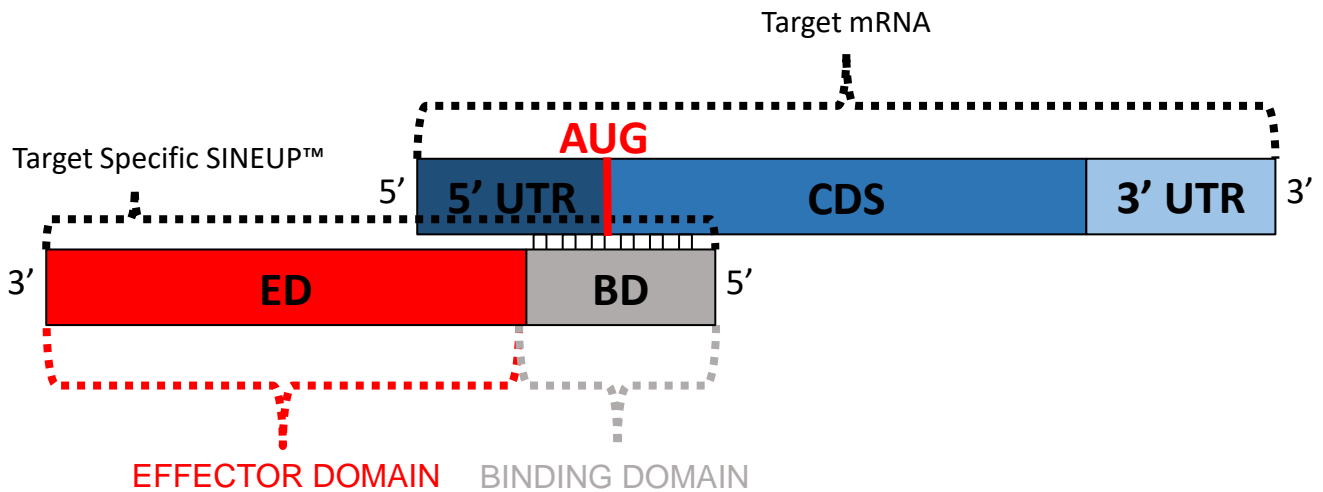 Target mRNA
AUG
Target Specific SINEUP™
5’ 5’ UTR CDS 3’ UTR 3’
3’ ED BD 5’
EFFECTOR DOMAIN BINDING DOMAIN